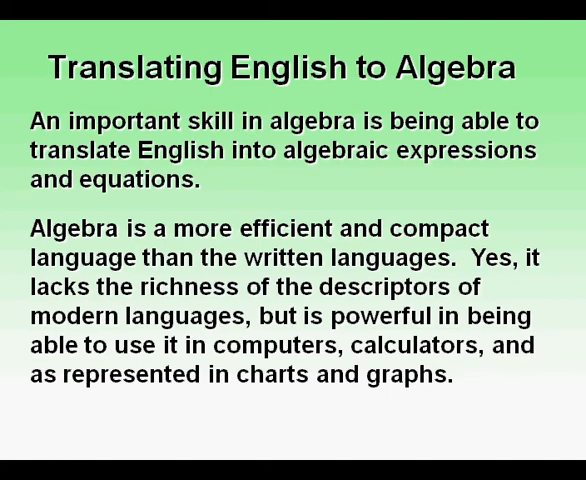 Translating English to Algebra
An important skill in algebra is being able to
translate English into algebraic expressions
and equations.
Algebra is a more efficient and compact
language than the written languages.  Yes, it
lacks the richness of the descriptors of
modern languages, but is powerful in being
able to use it in computers, calculators, and
as represented in charts and graphs.